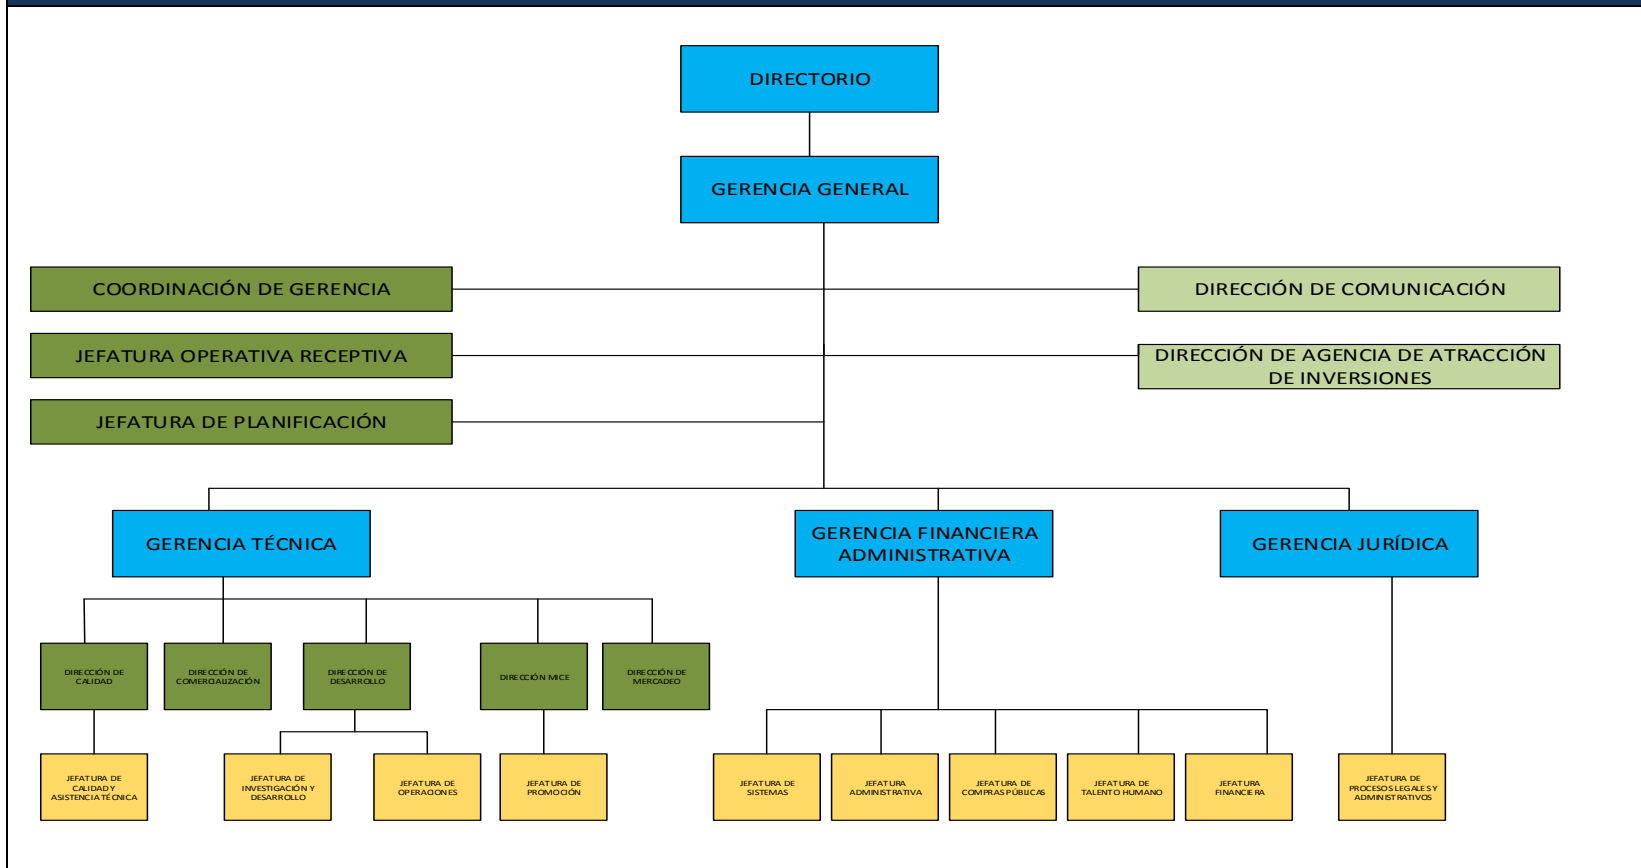 DIRECTORIO
GERENCIA GENERAL
COORDINACIÓN DE GERENCIA
DIRECCIÓN DE COMUNICACIÓN
JEFATURA OPERATIVA RECEPTIVA
DIRECCIÓN DE AGENCIA DE ATRACCIÓN
DE INVERSIONES
JEFATURA DE PLANIFICACIÓN
GERENCIA TÉCNICA
GERENCIA FINANCIERA
ADMINISTRATIVA
GERENCIA JURÍDICA
DIRECCIÓN DE
CALIDAD
DIRECCIÓN DE
COMERCIALIZACIÓN
DIRECCIÓN DE
DESARROLLO
DIRECCIÓN MICE
DIRECCIÓN DE
MERCADEO
JEFATURA DE
CALIDAD Y
ASISTENCIA TÉCNICA
JEFATURA DE
INVESTIGACIÓN Y
DESARROLLO
JEFATURA DE
OPERACIONES
JEFATURA DE
PROMOCIÓN
JEFATURA DE
SISTEMAS
JEFATURA
ADMINISTRATIVA
JEFATURA DE
COMPRAS PÚBLICAS
JEFATURA DE
TALENTO HUMANO
JEFATURA
FINANCIERA
JEFATURA DE
PROCESOS LEGALES Y
ADMINISTRATIVOS